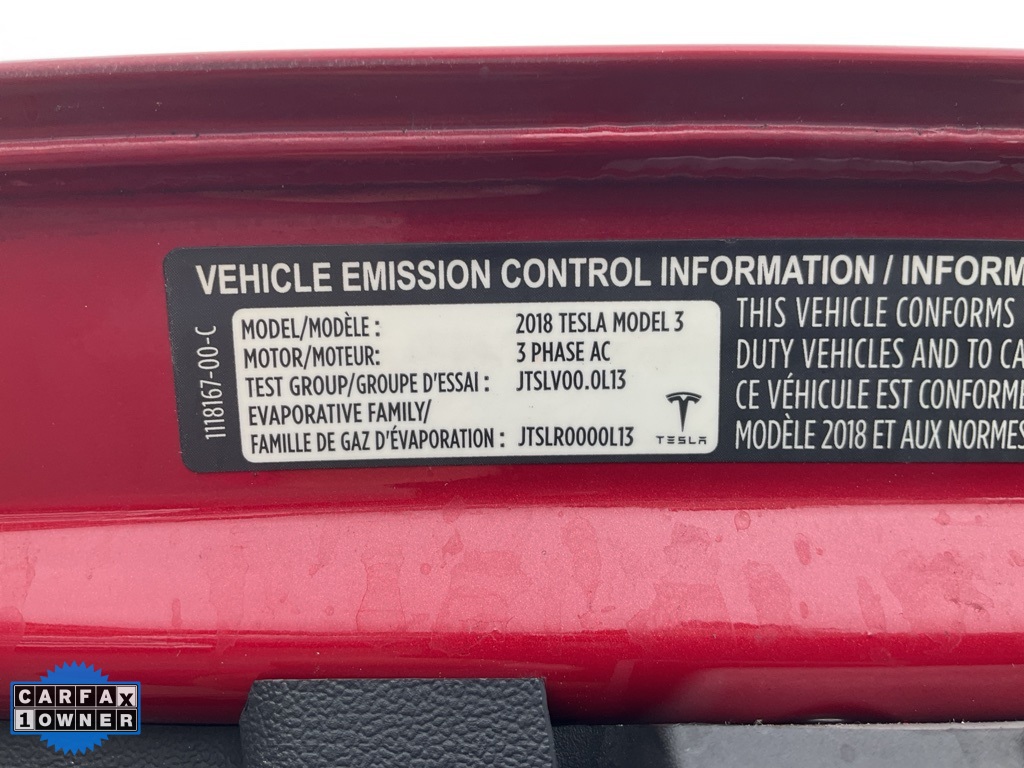 VEHICLE EMISSION CONTROL INFORMATION / INFORM
1118167-00-C
MODEL/MODÈLE : 2018 TESLA MODEL 3
MOTOR/MOTEUR: 3 PHASE AC
TEST GROUP/GROUPE D'ESSAI : JTSLV00.0L13
EVAPORATIVE FAMILY/
FAMILLE DE GAZ D'ÉVAPORATION : JTSLR0000L13
TESLA
THIS VEHICLE CONFORMS
DUTY VEHICLES AND TO CA
CE VÉHICULE EST CONFORME
MODÈLE 2018 ET AUX NORMES
CARFAX
1 OWNER